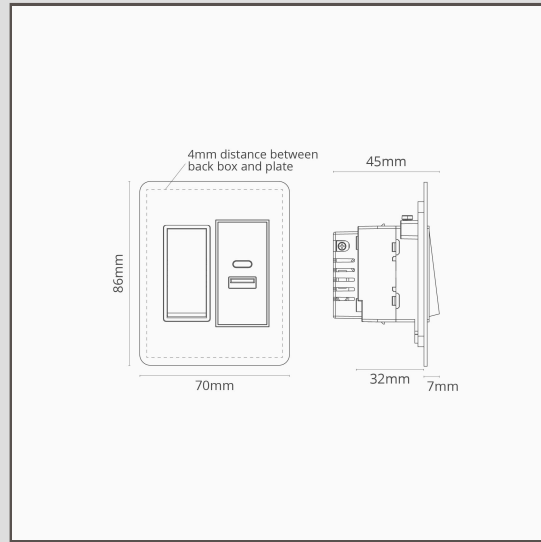 4mm distance between
back box and plate
45mm
86mm
70mm
32mm
7mm